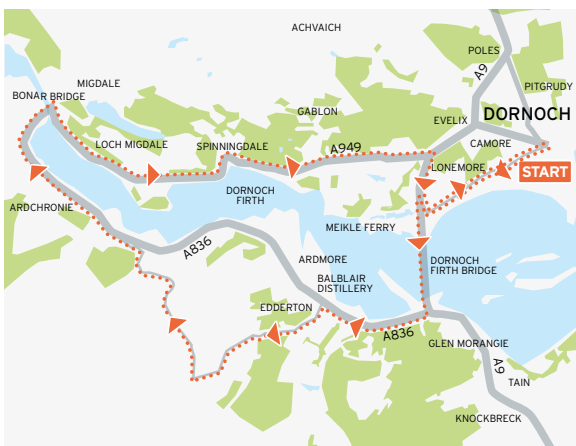 ACHVAICH
POLES
A9
PITGRUDY
MIGDALE
BONAR BRIDGE
GABLON
EVELIX
DORNOCH
LOCH MIGDALE
SPINNINGDALE
A949
CAMORE
LONEMORE
START
DORNOCH
FIRTH
ARDCHRONIE
MEIKLE FERRY
A836
ARDMORE
DORNOCH
FIRTH BRIDGE
BALBLAIR
DISTILLERY
EDDERTON
A836
GLEN MORANGIE
A9
TAIN
KNOCKBRECK